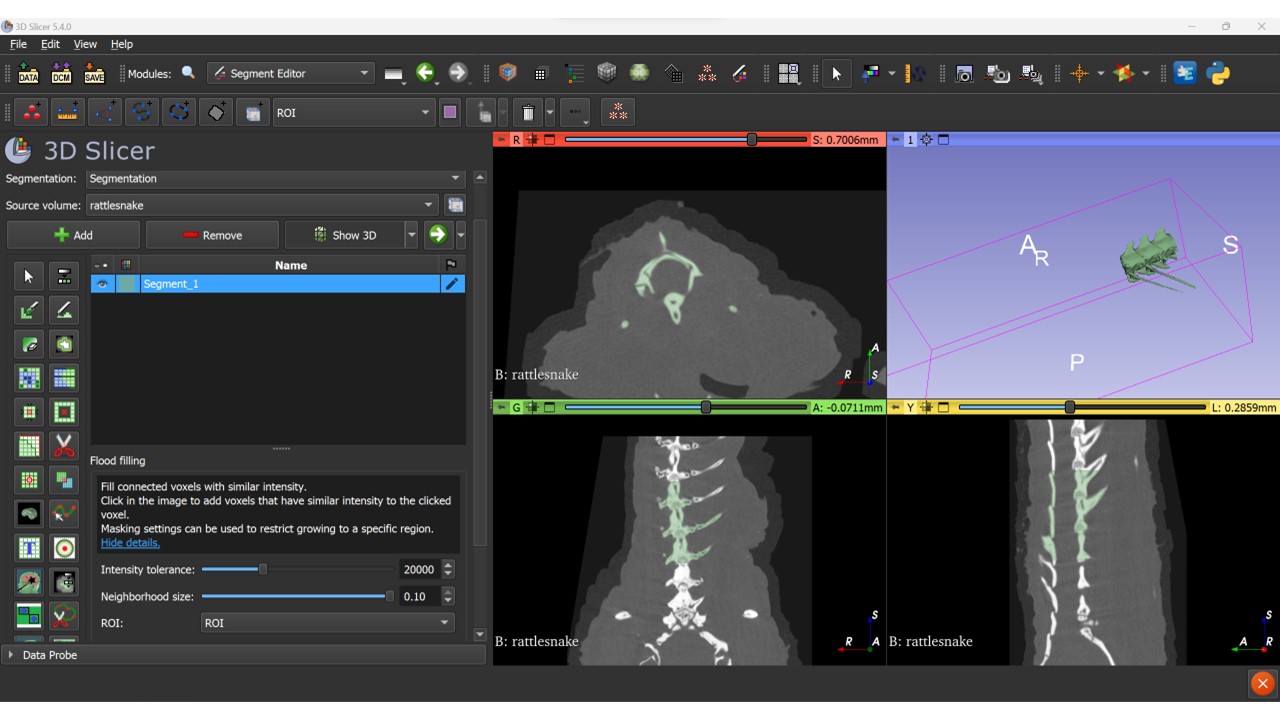 3D Slicer 5.4.0
File Edit View Help
DATA DCM SAVE Modules: Segment Editor
ROI
3D Slicer
Segmentation: Segmentation
Source volume: rattlesnake
Add Remove Show 3D
Name
Segment_1
Flood filling
Fill connected voxels with similar intensity.
Click in the image to add voxels that have similar intensity to the clicked
voxel.
Masking settings can be used to restrict growing to a specific region.
Hide details.
Intensity tolerance: 20000
Neighborhood size: 0.10
ROI: ROI
Data Probe
R S: 0.7006mm
A
R S
B: rattlesnake
1
A R S
P
G A: -0.0711mm
S
R A
B: rattlesnake
Y L: 0.2859mm
S
A R
B: rattlesnake